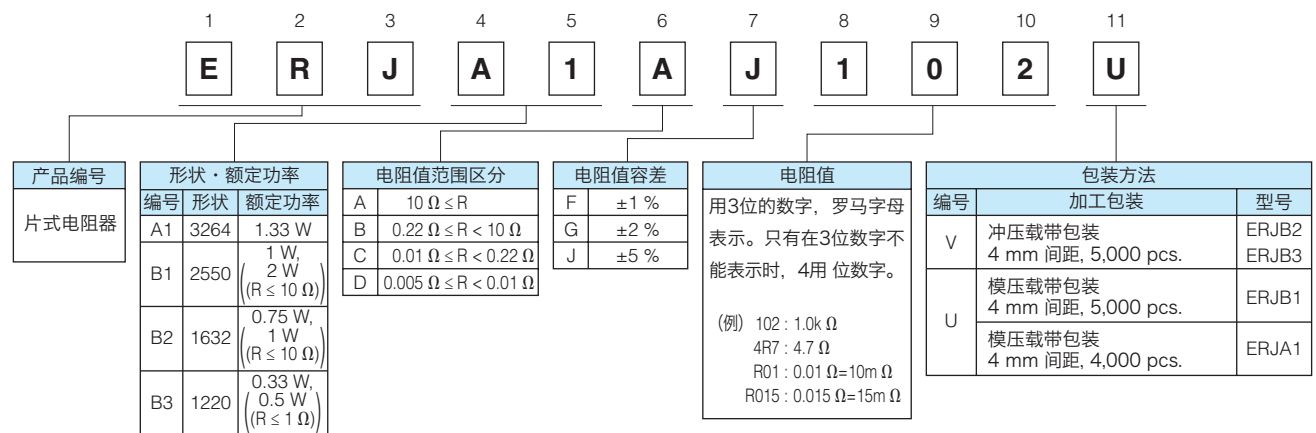 1 2 3 4 5 6 7 8 9 10 11
E R J A 1 A J 1 0 2 U
产品编号
片式电阻器
形状・额定功率
编号 形状 额定功率
A1 3264 1.33 W
B1 2550 1 W,
2 W
(R ≤ 10 Ω)
B2 1632 0.75 W,
1 W
(R ≤ 10 Ω)
B3 1220 0.33 W,
0.5 W
(R ≤ 1 Ω)
电阻值范围区分
A 10 Ω ≤ R
B 0.22 Ω ≤ R < 10 Ω
C 0.01 Ω ≤ R < 0.22 Ω
D 0.005 Ω ≤ R < 0.01 Ω
电阻值容差
F ±1 %
G ±2 %
J ±5 %
电阻值
用3位的数字，罗马字母
表示。只有在3位数字不
能表示时，4用 位数字。
(例) 102 : 1.0k Ω
4R7 : 4.7 Ω
R01 : 0.01 Ω=10m Ω
R015 : 0.015 Ω=15m Ω
包装方法
编号 加工包装 型号
V 冲压载带包装
4 mm 间距, 5,000 pcs.
ERJB2
ERJB3
U 模压载带包装
4 mm 间距, 5,000 pcs.
ERJB1
模压载带包装
4 mm 间距, 4,000 pcs.
ERJA1